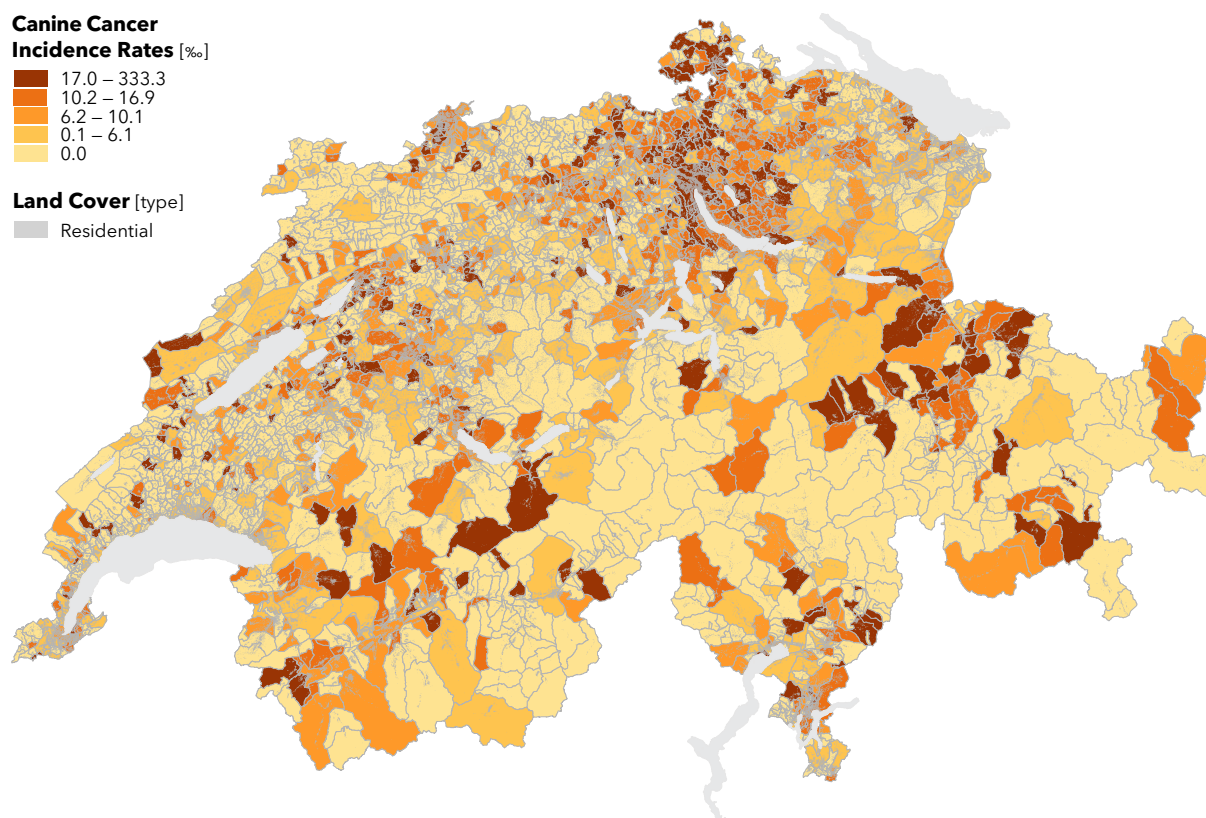 Canine Cancer
Incidence Rates [‰]
17.0 – 333.3
10.2 – 16.9
6.2 – 10.1
0.1 – 6.1
0.0
Land Cover [type]
Residential